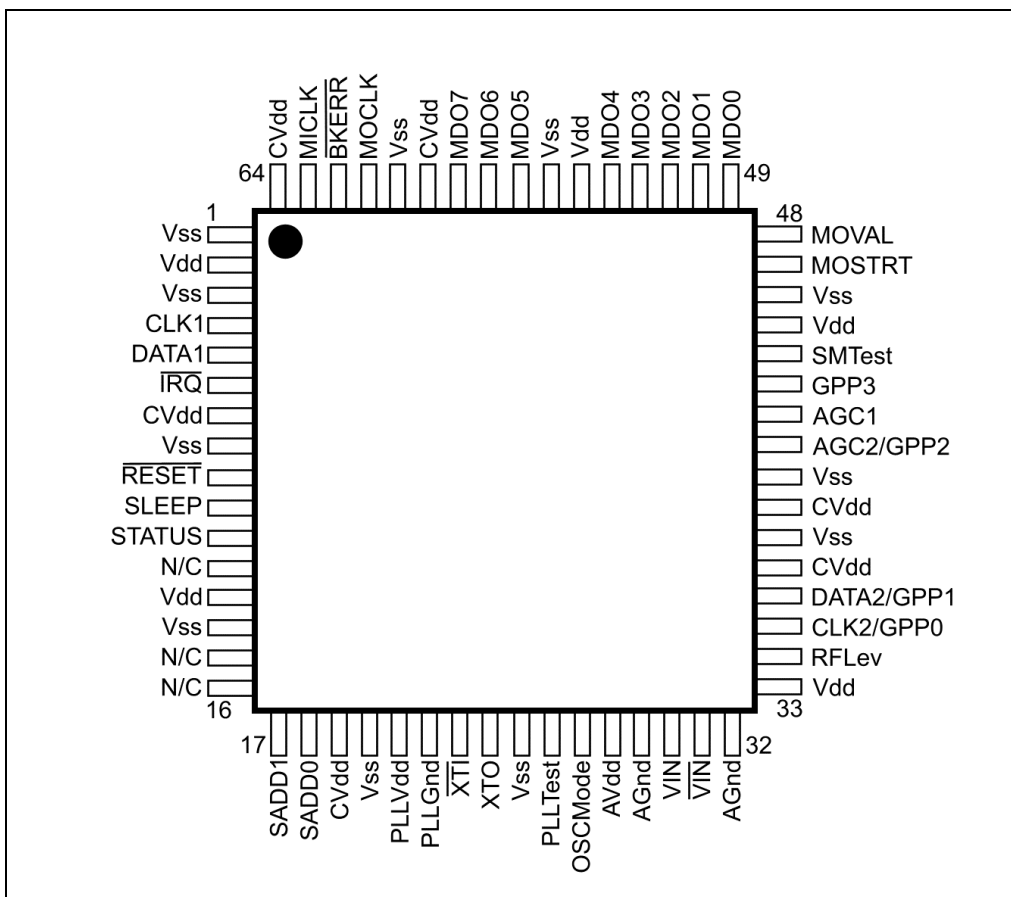 CVdd
MICLK
BKERR
MOCLK
Vss
CVdd
MDO7
MDO6
MDO5
Vss
Vdd
MDO4
MDO3
MDO2
MDO1
MDO0
64
49
1
48
Vss
MOVAL
Vdd
MOSTRT
Vss
Vss
CLK1
Vdd
DATA1
SMTest
IRQ
GPP3
CVdd
AGC1
Vss
AGC2/GPP2
RESET
Vss
SLEEP
CVdd
STATUS
Vss
N/C
CVdd
Vdd
DATA2/GPP1
Vss
CLK2/GPP0
N/C
RFLev
N/C
Vdd
16
33
17
32
SADD1
SADD0
CVdd
Vss
PLLVdd
PLLGnd
XTI
XTO
Vss
PLLTest
OSCMode
AVdd
AGnd
VIN
VIN
AGnd